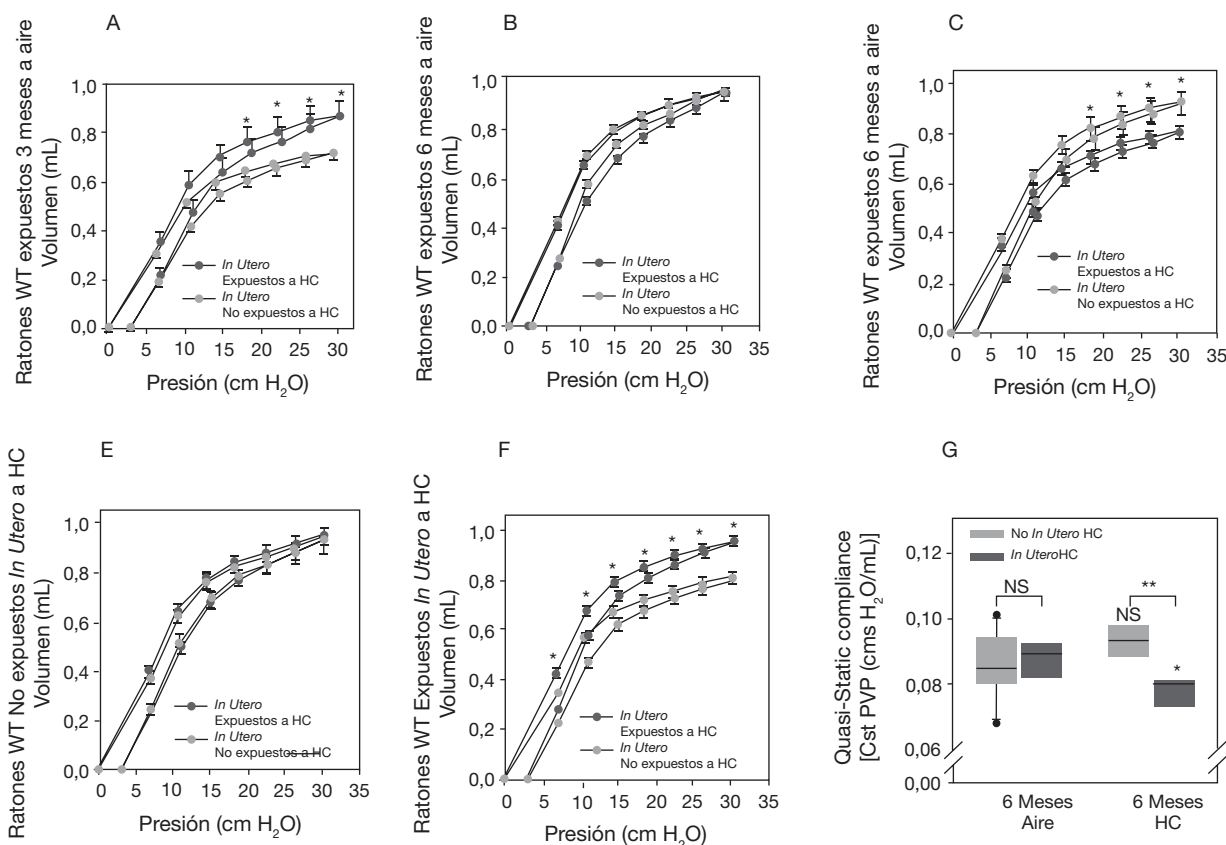 A
Ratones WT expuestos 3 meses a aire
Volumen (mL)
1,0
0,8
0,6
0,4
0,2
0,0
* * * *
In Utero
Expuestos a HC
In Utero
No expuestos a HC
0 5 10 15 20 25 30
Presión (cm H2O)
B
Ratones WT expuestos 6 meses a aire
Volumen (mL)
1,0
0,8
0,6
0,4
0,2
0,0
In Utero
Expuestos a HC
In Utero
No expuestos a HC
0 5 10 15 20 25 30 35
Presión (cm H2O)
C
Ratones WT expuestos 6 meses a aire
Volumen (mL)
1,0
0,8
0,6
0,4
0,2
0,0
* * * *
In Utero
Expuestos a HC
In Utero
No expuestos a HC
0 5 10 15 20 25 30 35
Presión (cm H2O)
E
Ratones WT No expuestos In Utero a HC
Volumen (mL)
1,0
0,8
0,6
0,4
0,2
0,0
In Utero
Expuestos a HC
In Utero
No expuestos a HC
0 5 10 15 20 25 30 35
Presión (cm H2O)
F
Ratones WT Expuestos In Utero a HC
Volumen (mL)
1,0
0,8
0,6
0,4
0,2
0,0
* * * * * * *
In Utero
Expuestos a HC
In Utero
No expuestos a HC
0 5 10 15 20 25 30 35
Presión (cm H2O)
G
Quasi-Static compliance
[Cst PVP (cms H2O/mL)]
No In Utero HC
In UteroHC
0,12
0,10
0,08
0,06
0,00
NS
**
NS
*
6 Meses
Aire
6 Meses
HC